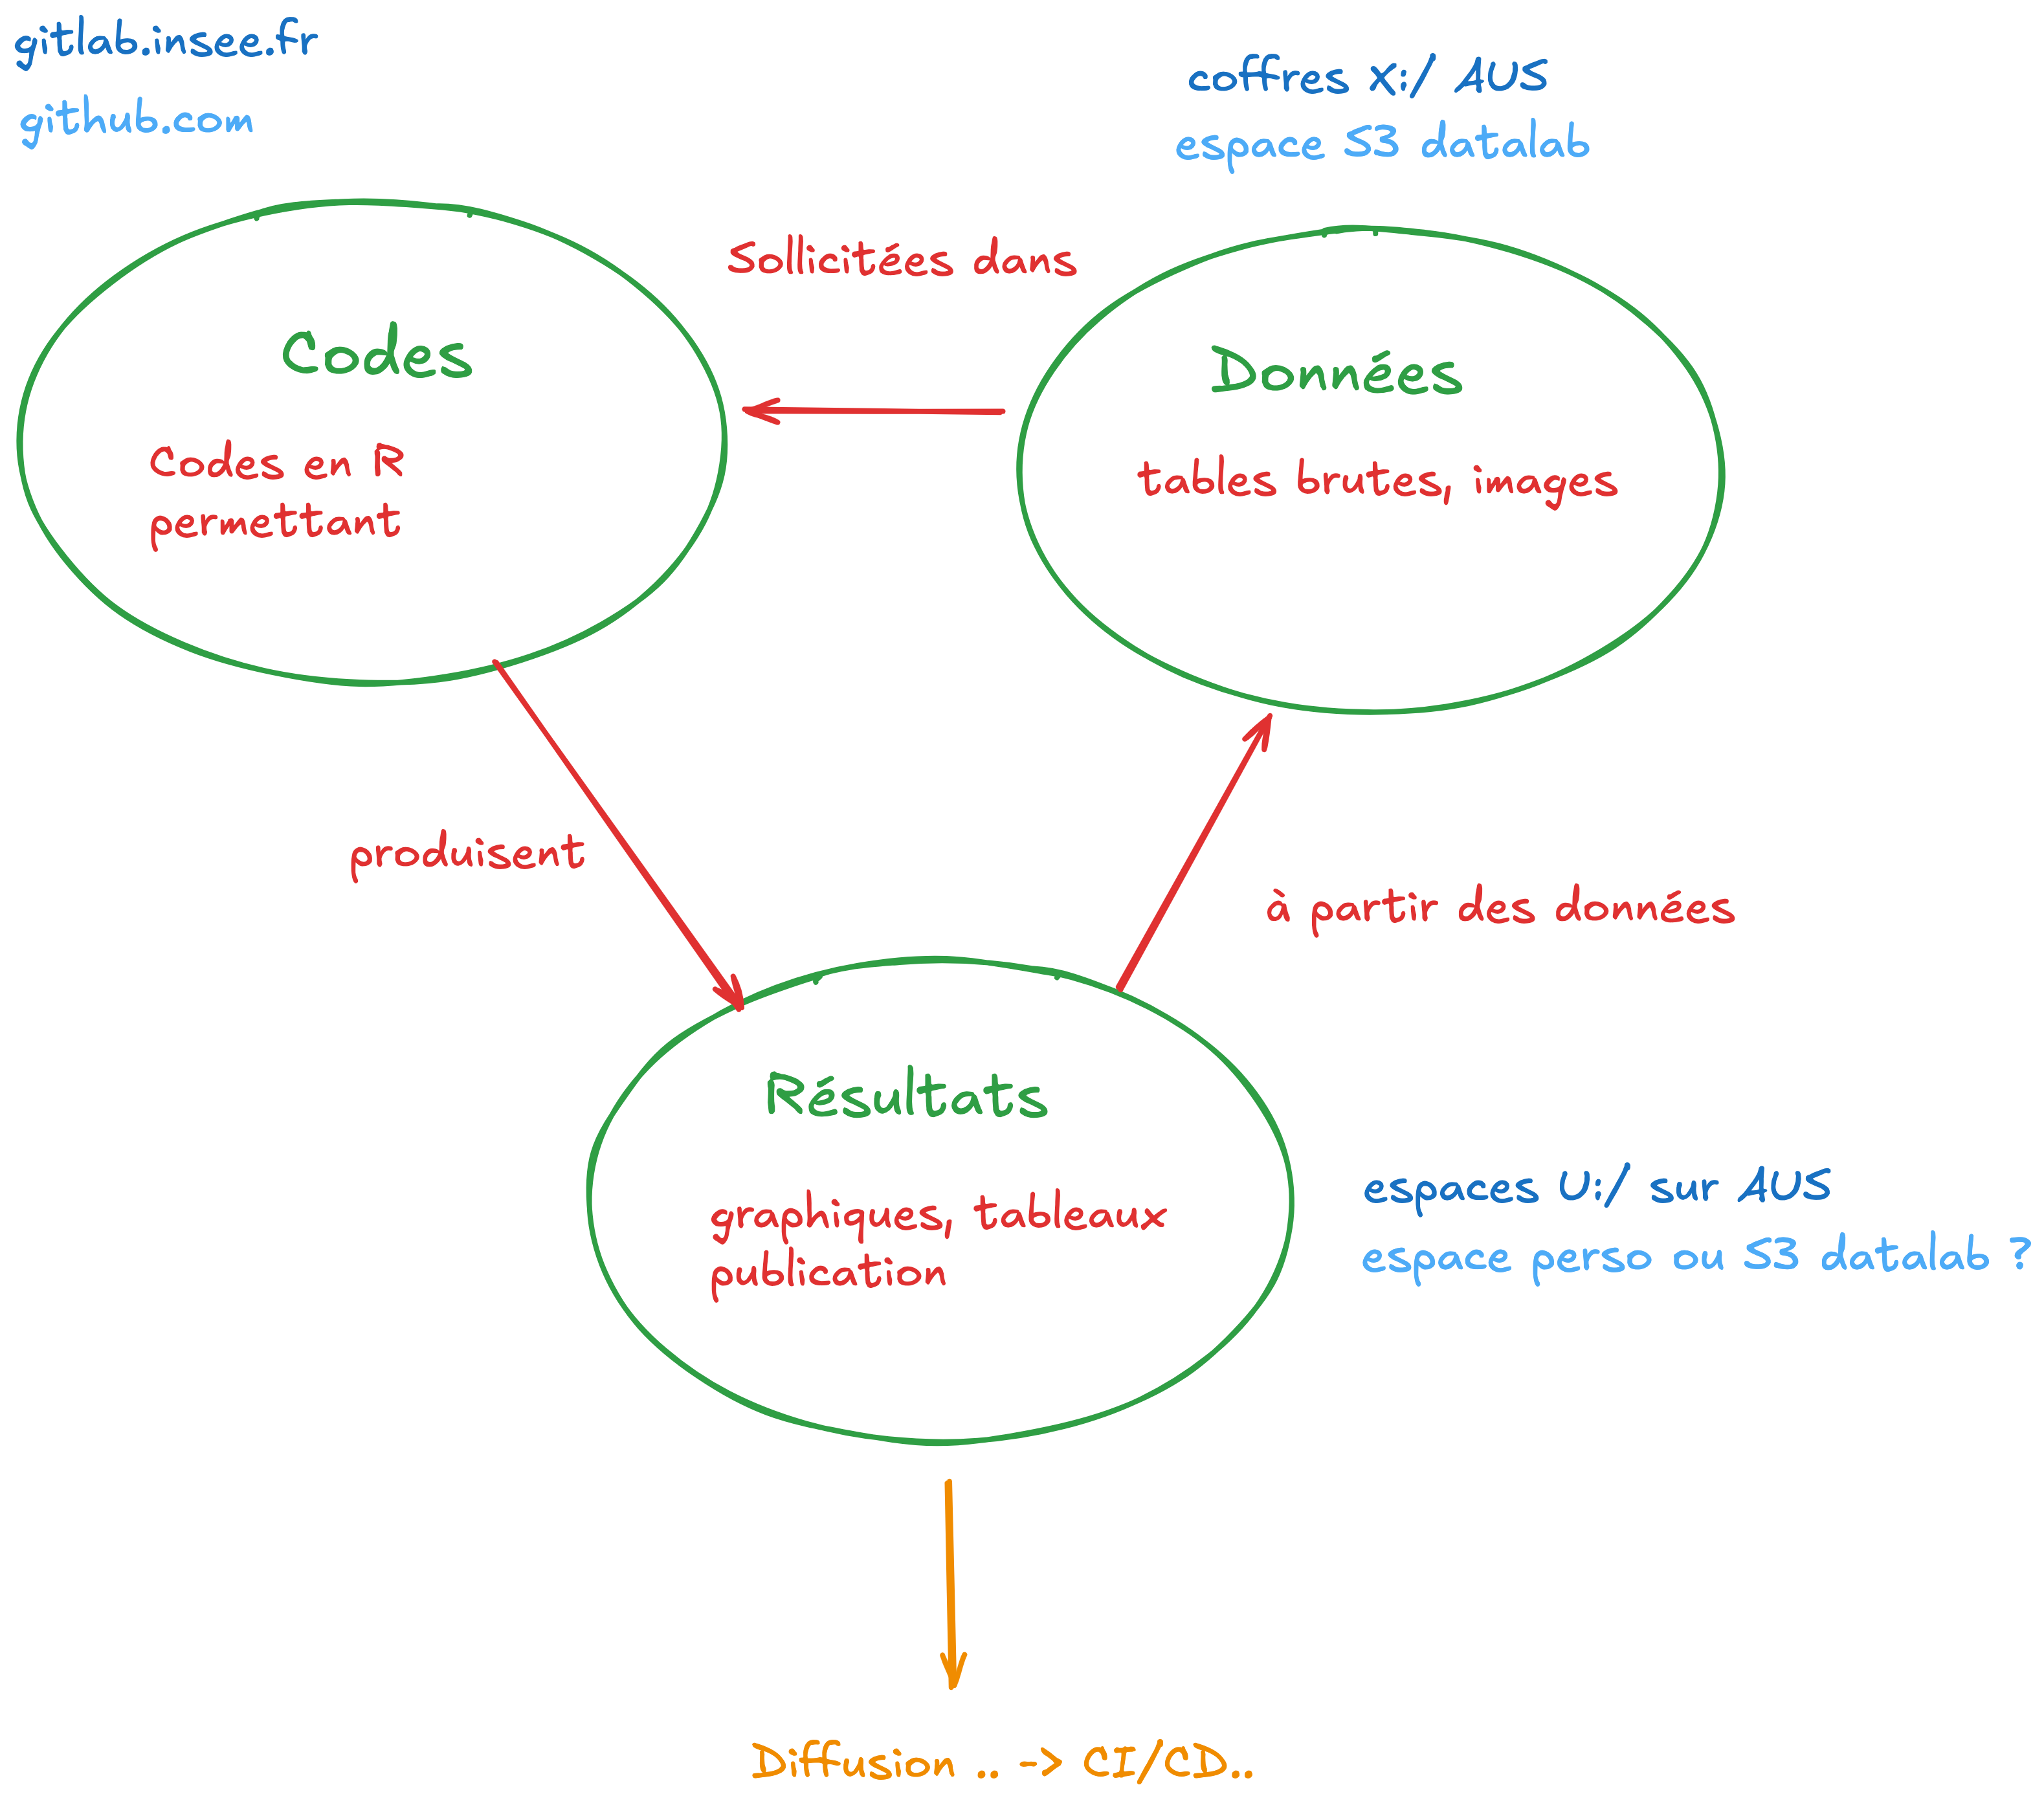 gitlab.insee.fr
github.com
coffres X:/ AUS
espace S3 datalab
Sollicitées dans
Codes
Codes en R
permettant
Données
tables brutes, images
produisent
à partir des données
Résultats
graphiques, tableaux
publication
espaces U:/ sur AUS
espace perso ou S3 datalab ?
Diffusion ... -> CI/CD..